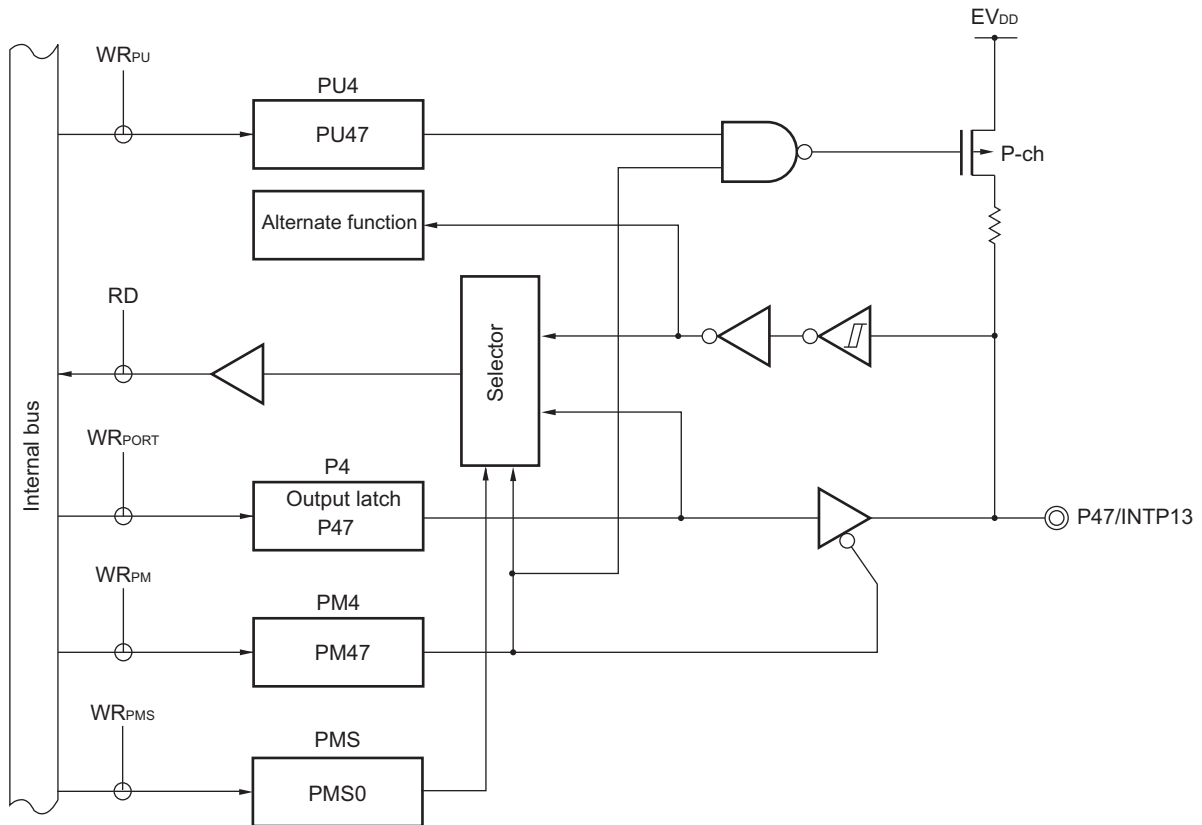 EVDD
WRPU
PU4
PU47
P-ch
Alternate function
RD
Selector
Internal bus
WRPORT
P4
Output latch
P47
P47/INTP13
WRPM
PM4
PM47
WRPMS
PMS
PMS0